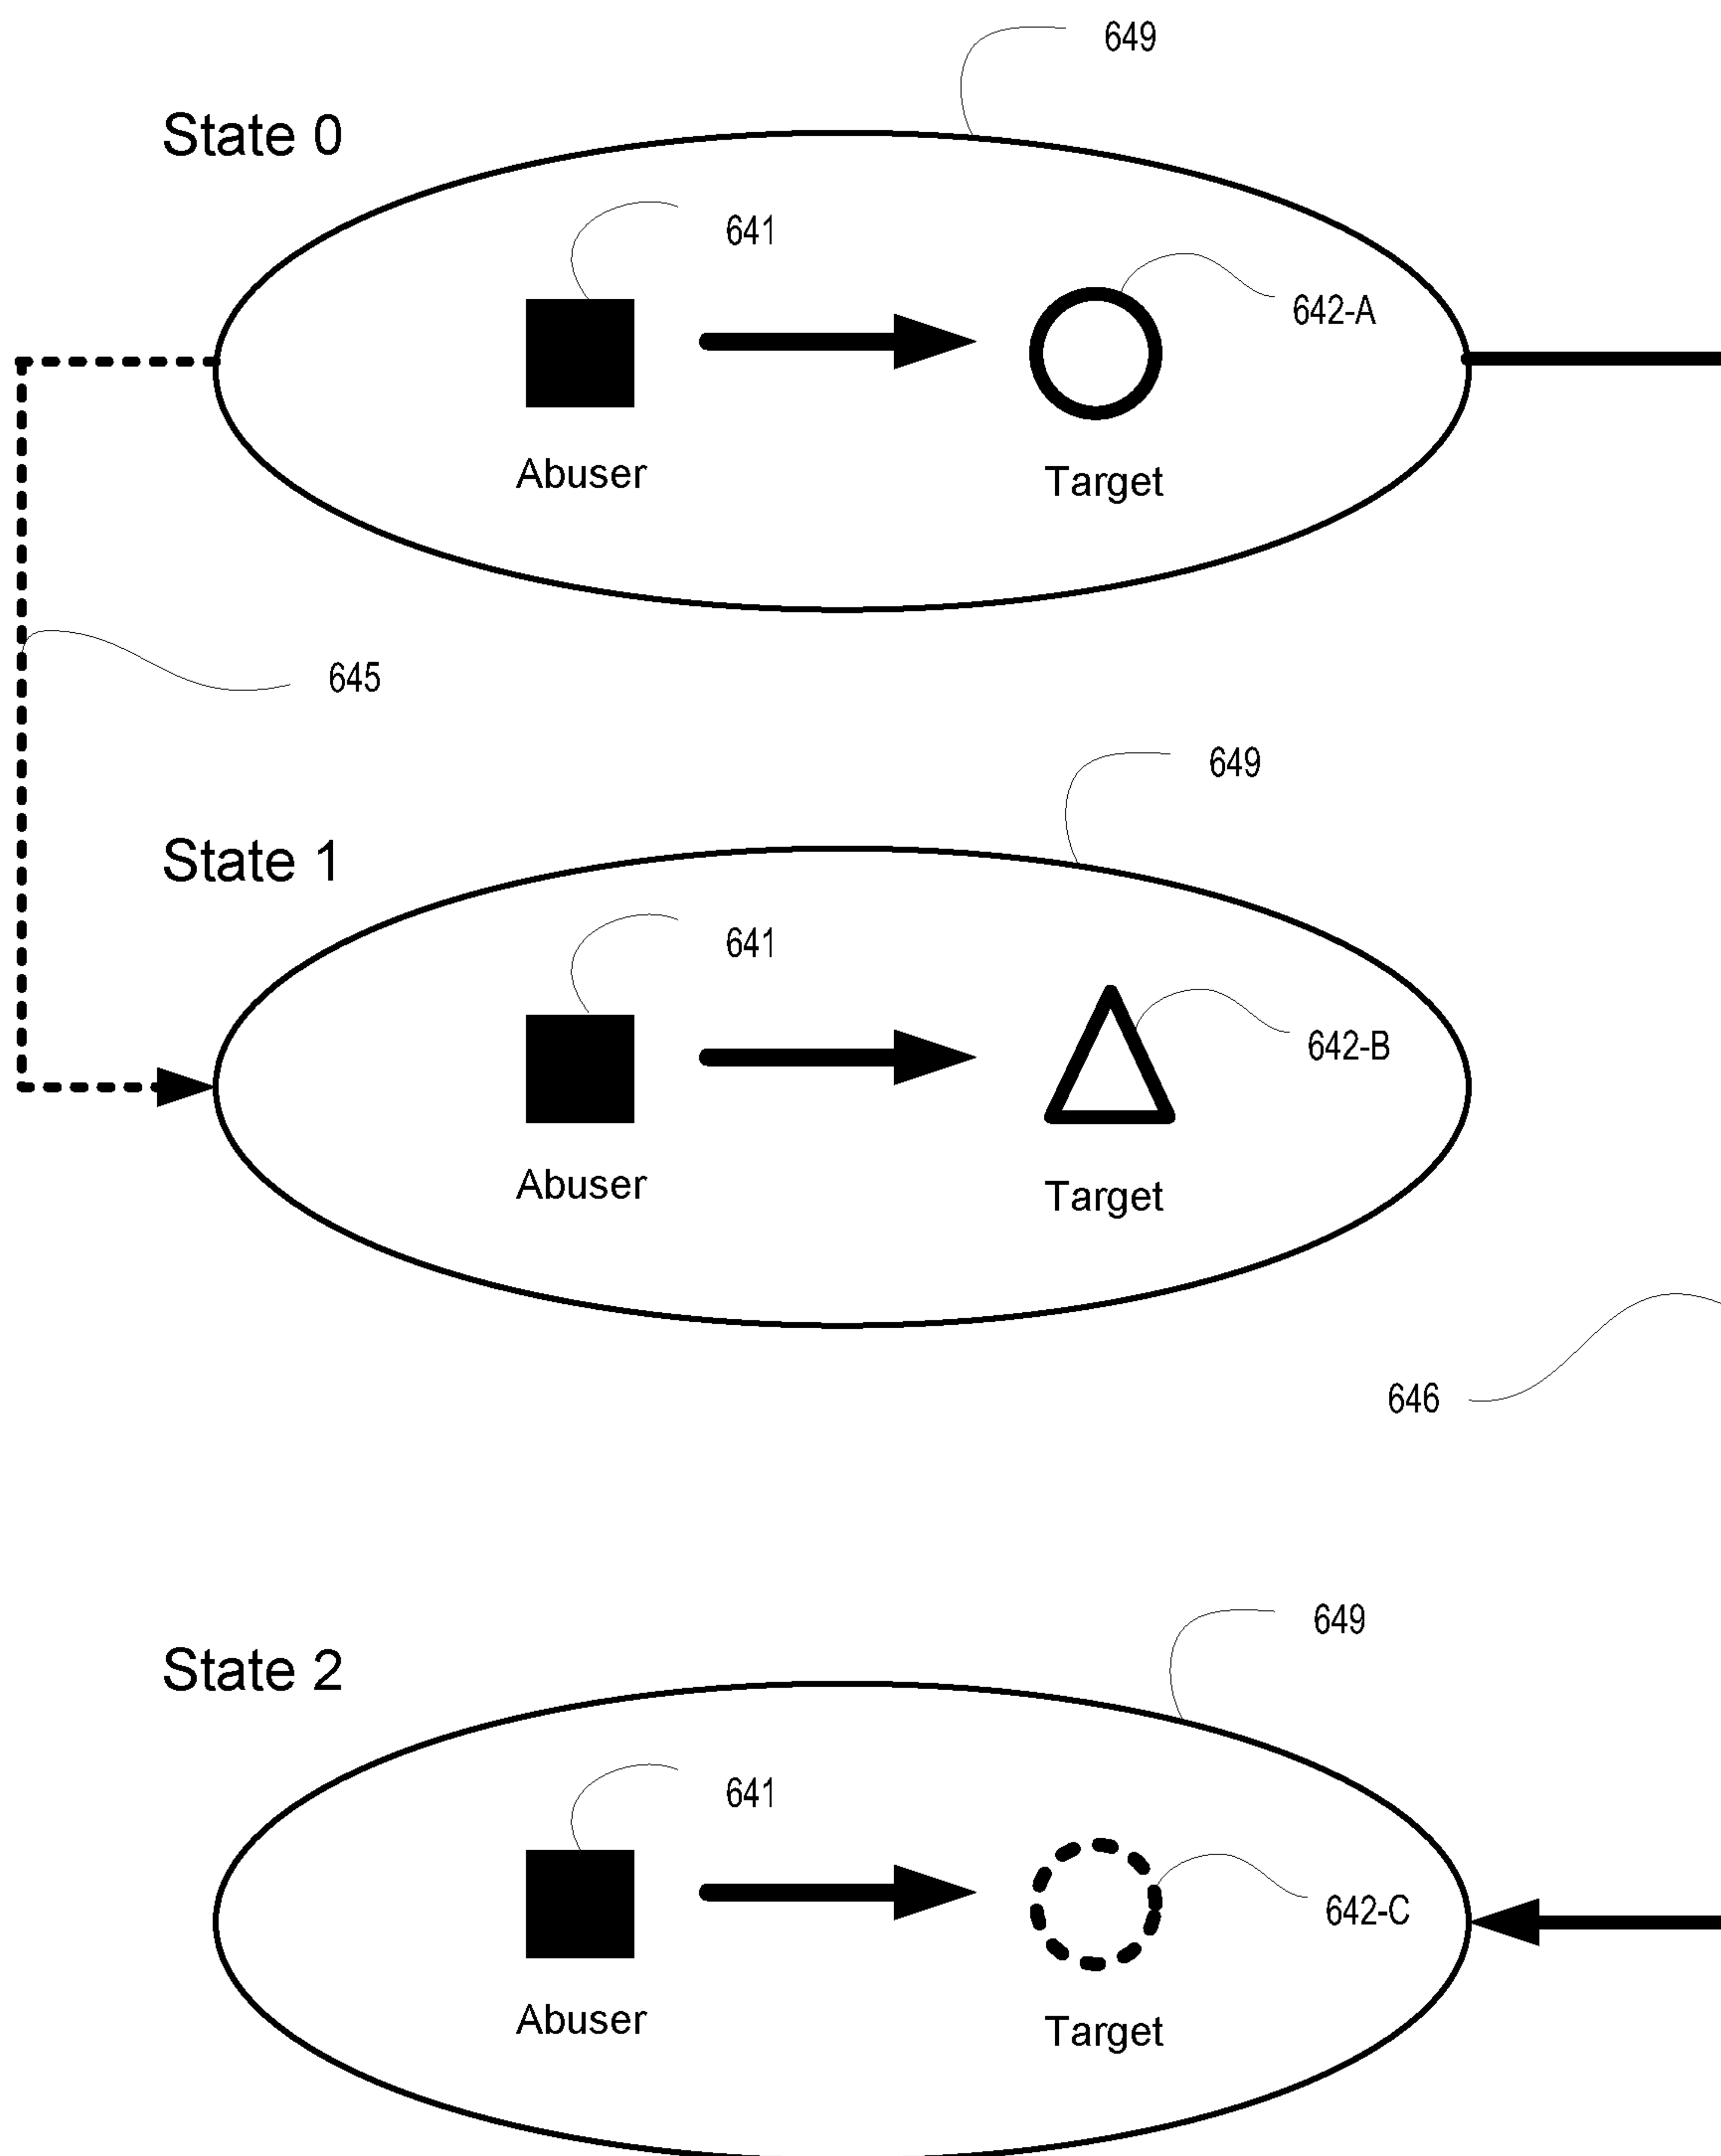 649
State 0
641
642-A
Abuser
Target
645
649
State 1
641
642-B
Abuser
Target
646
649
State 2
641
642-C
Abuser
Target